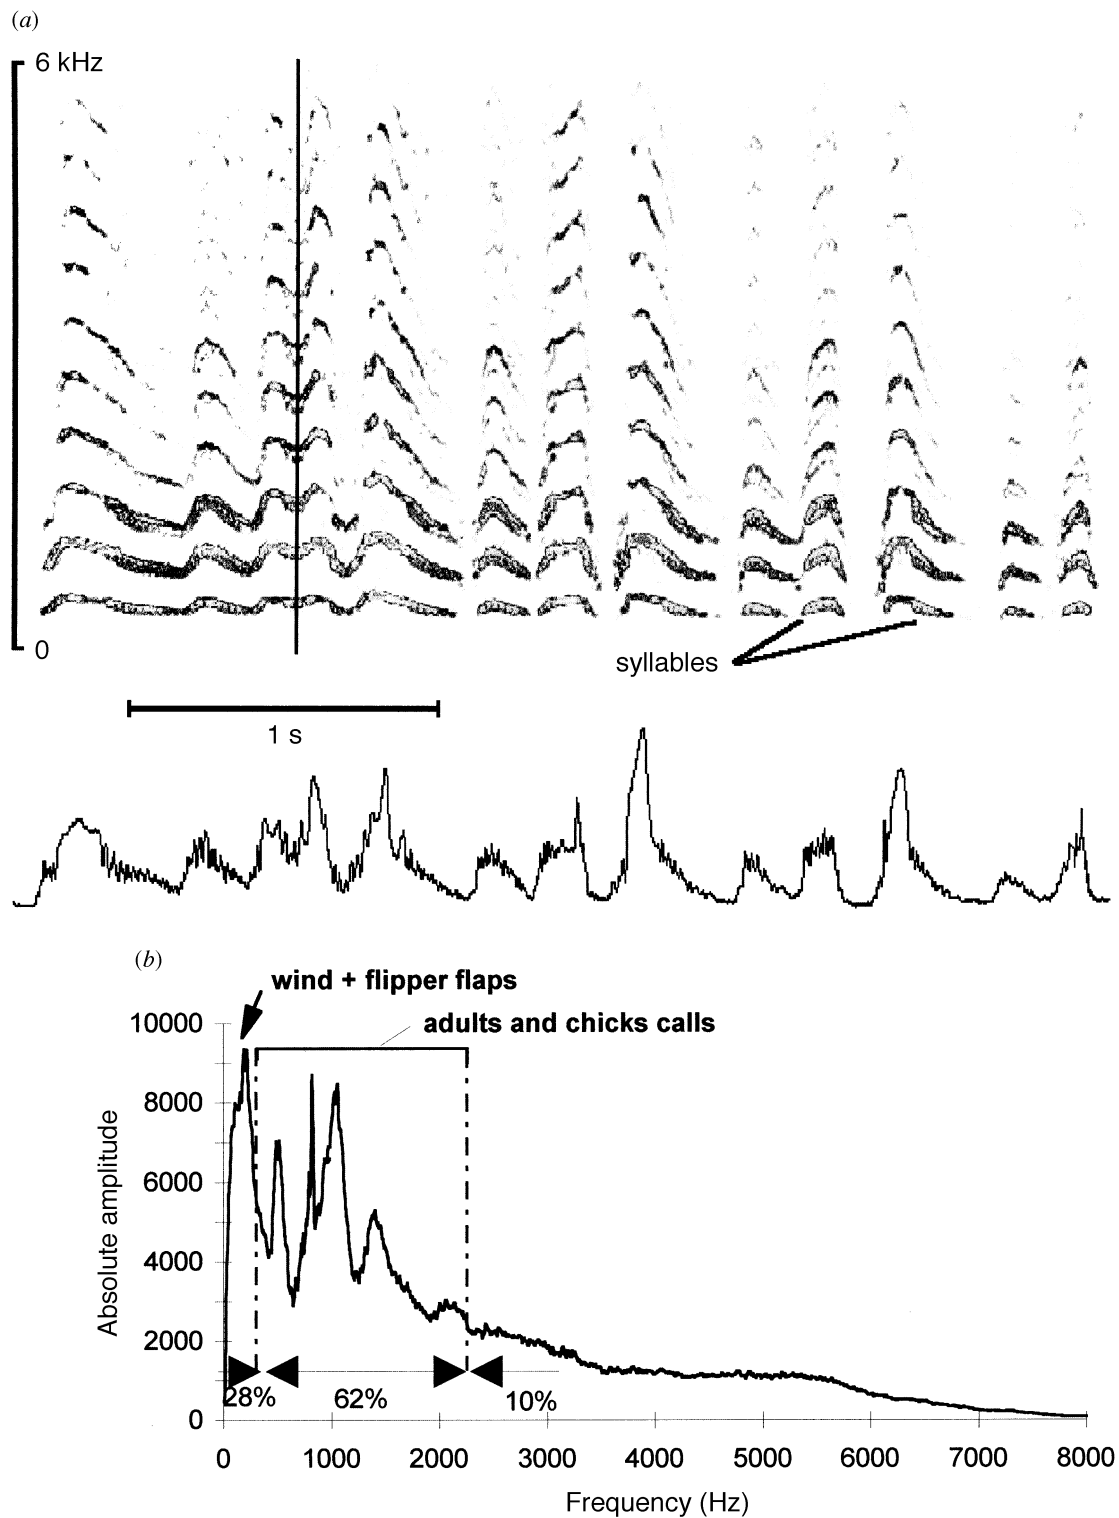 (a)
6 kHz
0
syllables
1 s
(b)
wind + flipper flaps
adults and chicks calls
10000
8000
6000
4000
2000
0
Absolute amplitude
28%
62%
10%
0 1000 2000 3000 4000 5000 6000 7000 8000
Frequency (Hz)